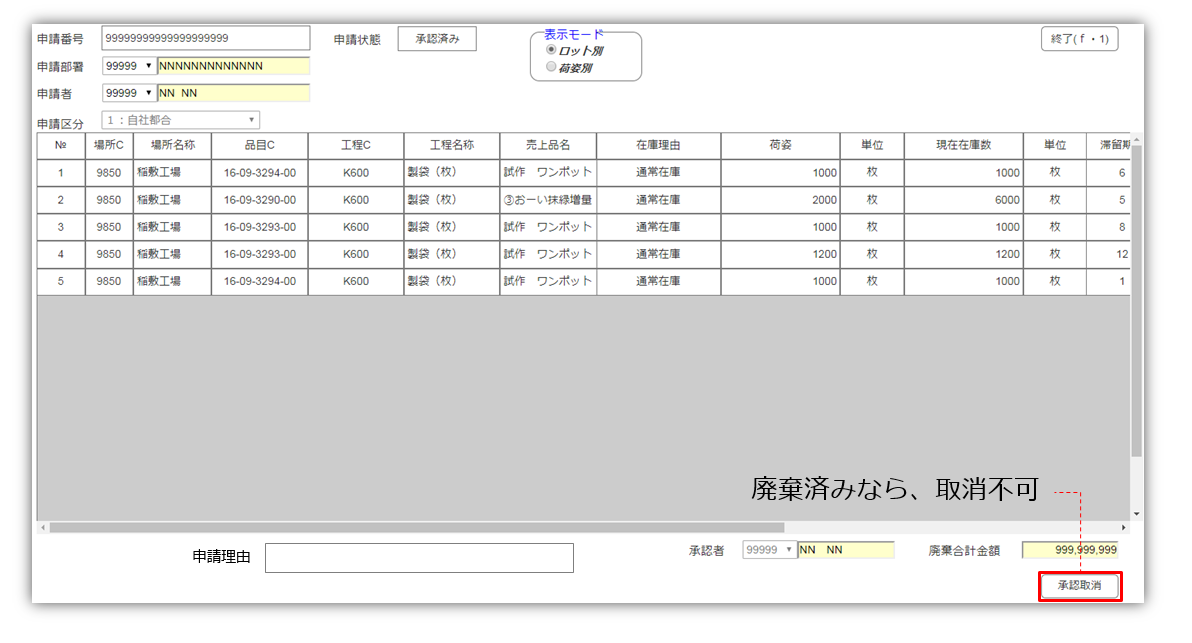 申請番号 99999999999999999999 申請状態 承認済み 表示モード 終了(ｆ・1)
ロット別
申請部署 99999 NNNNNNNNNNNNN 荷姿別
申請者 99999 NN NN
申請区分 1：自社都合
№ 場所C 場所名称 品目C 工程C 工程名称 売上品名 在庫理由 荷姿 単位 現在在庫数 単位 滞留期
1 9850 稲敷工場 16-09-3294-00 K600 製袋（枚） 試作　ワンポット 通常在庫 1000 枚 1000 枚 6
2 9850 稲敷工場 16-09-3290-00 K600 製袋（枚） ③おーい抹緑増量 通常在庫 2000 枚 6000 枚 5
3 9850 稲敷工場 16-09-3293-00 K600 製袋（枚） 試作　ワンポット 通常在庫 1000 枚 1000 枚 8
4 9850 稲敷工場 16-09-3293-00 K600 製袋（枚） 試作　ワンポット 通常在庫 1200 枚 1200 枚 12
5 9850 稲敷工場 16-09-3294-00 K600 製袋（枚） 試作　ワンポット 通常在庫 1000 枚 1000 枚 1
廃棄済みなら、取消不可
申請理由 承認者 99999 NN NN 廃棄合計金額 999,999,999
承認取消